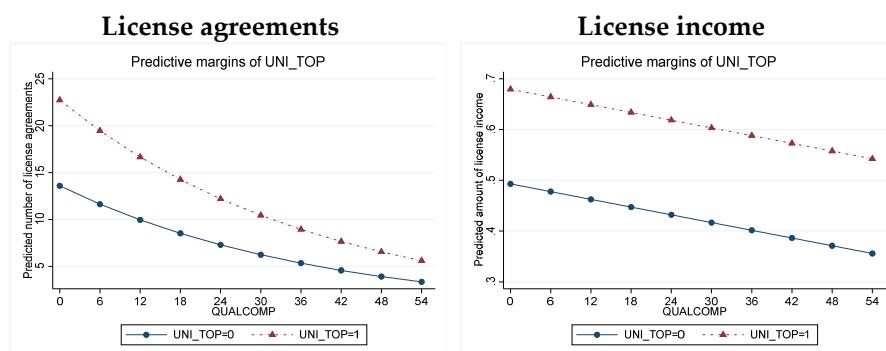 License agreements
Predictive margins of UNI_TOP
Predicted number of license agreements
25
20
15
10
5
0 6 12 18 24 30 36 42 48 54
QUALCOMP
UNI_TOP=0 UNI_TOP=1
License income
Predictive margins of UNI_TOP
Predicted amount of license income
.7
.6
.5
.4
.3
0 6 12 18 24 30 36 42 48 54
QUALCOMP
UNI_TOP=0 UNI_TOP=1